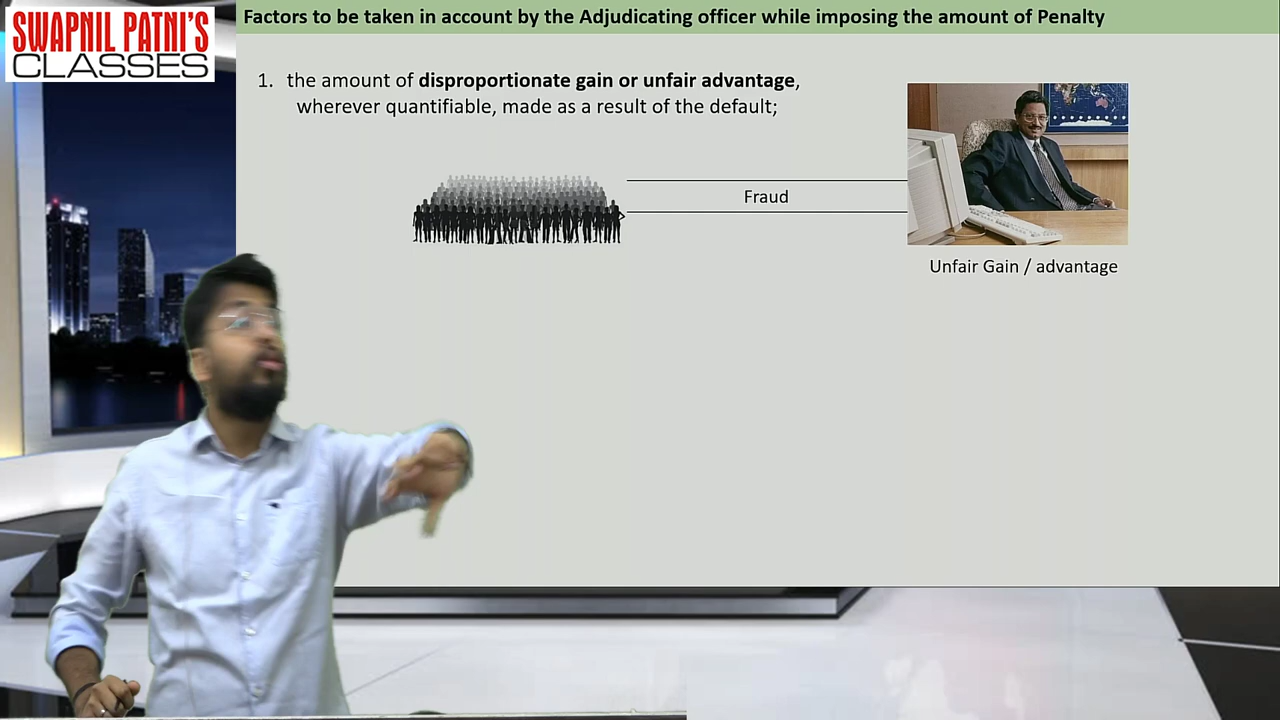 SWAPNIL PATNI'S
CLASSES
Factors to be taken in account by the Adjudicating officer while imposing the amount of Penalty
1. the amount of disproportionate gain or unfair advantage,
wherever quantifiable, made as a result of the default;
Fraud
Unfair Gain / advantage